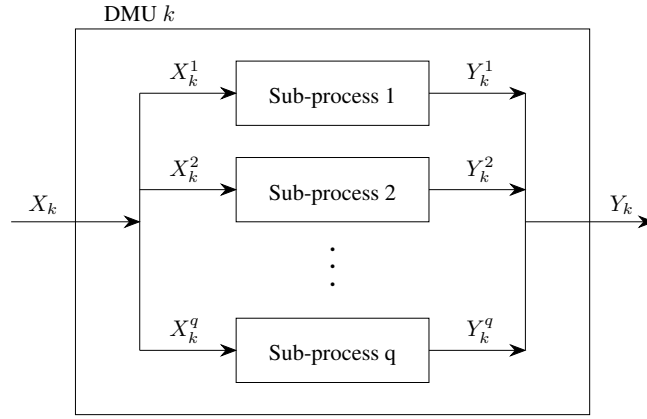 DMU k
X_k^1 Sub-process 1 Y_k^1
X_k^2 Sub-process 2 Y_k^2
X_k Y_k
X_k^q Sub-process q Y_k^q